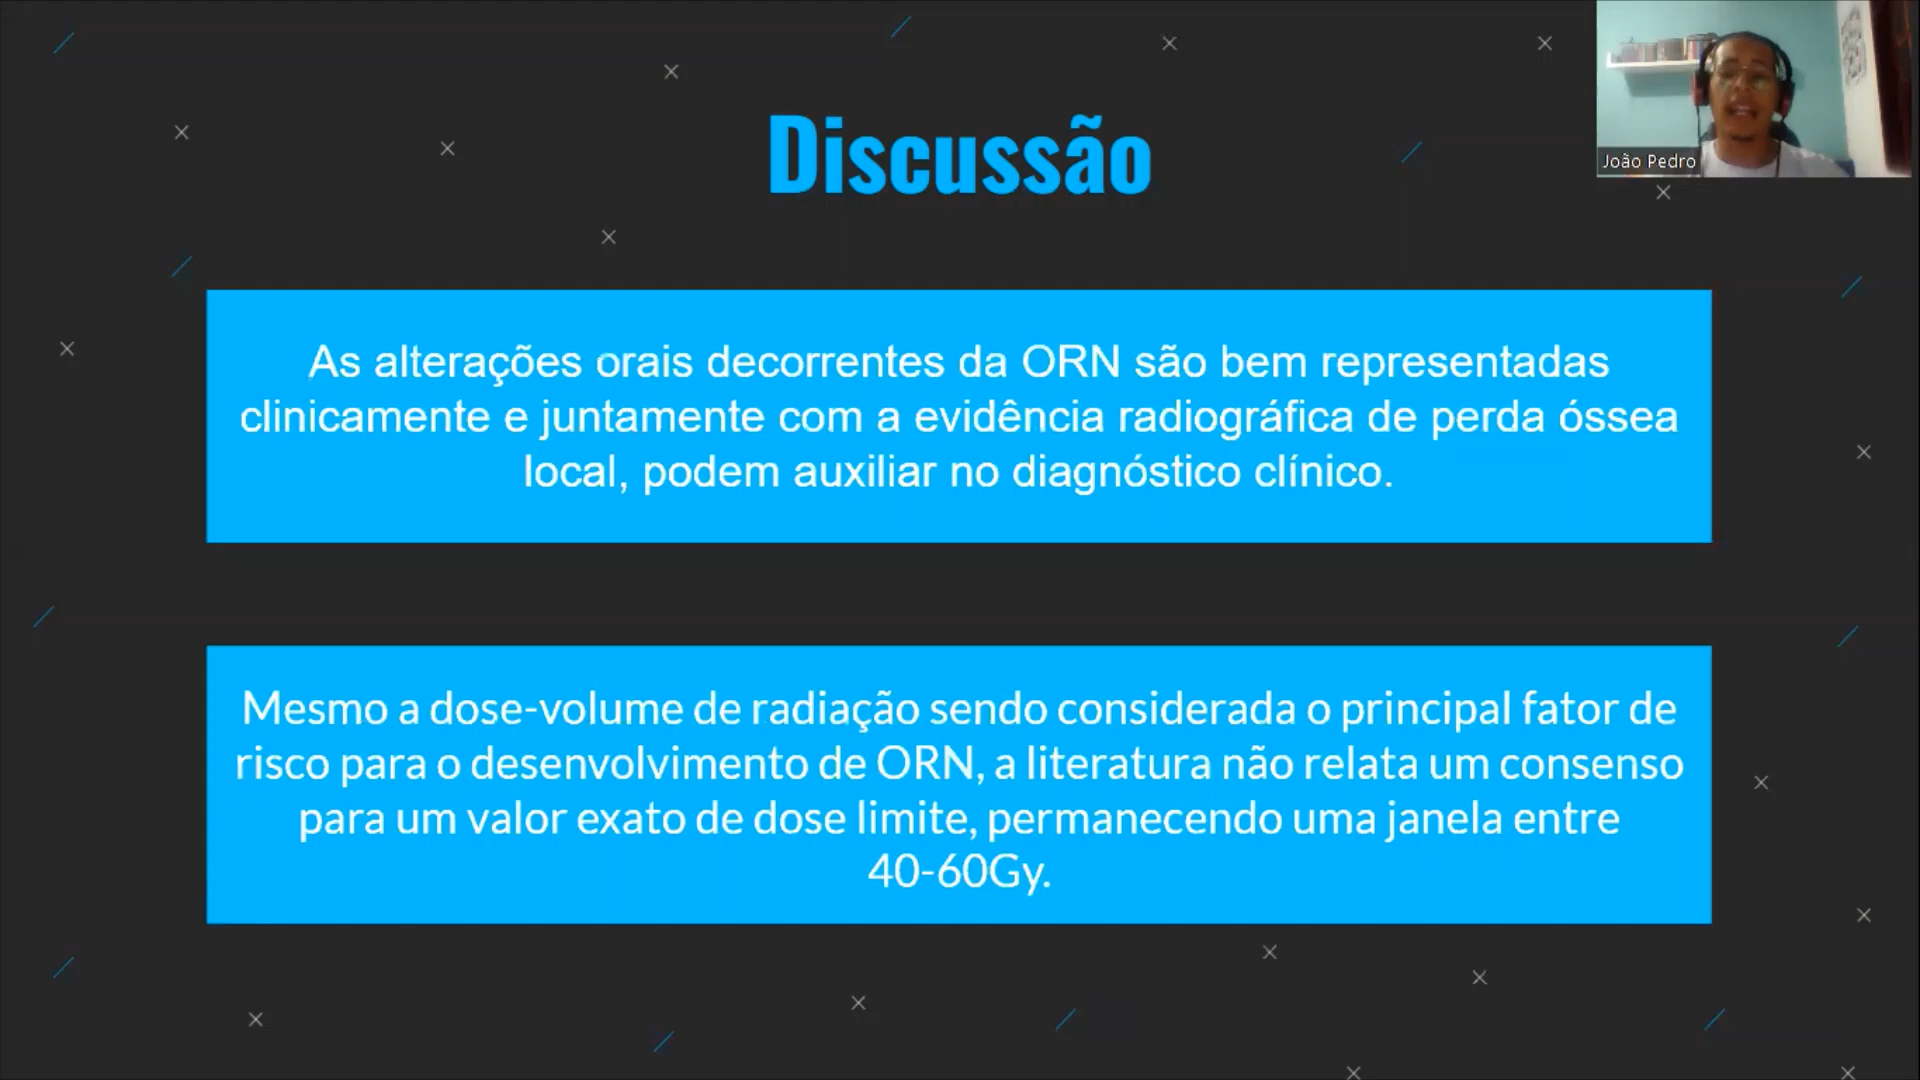 Discussão
João Pedro
As alterações orais decorrentes da ORN são bem representadas
clinicamente e juntamente com a evidência radiográfica de perda óssea
local, podem auxiliar no diagnóstico clínico.
Mesmo a dose-volume de radiação sendo considerada o principal fator de
risco para o desenvolvimento de ORN, a literatura não relata um consenso
para um valor exato de dose limite, permanecendo uma janela entre
40-60Gy.